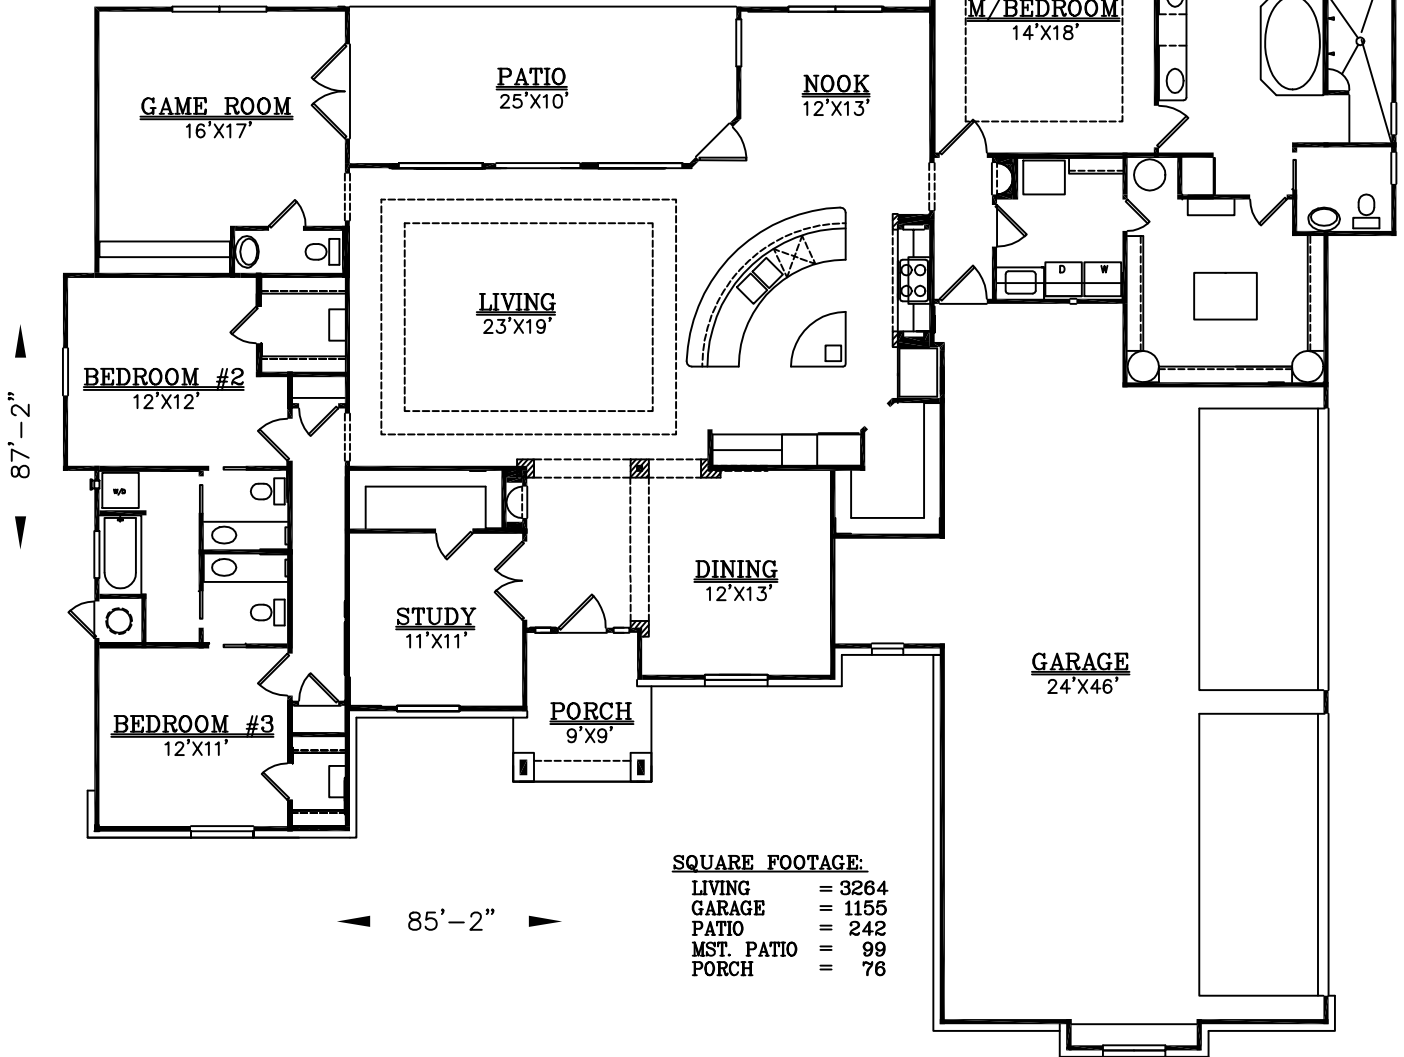 M/BEDROOM
14'X18'
PATIO
25'X10'
NOOK
12'X13'
GAME ROOM
16'X17'
D
W
LIVING
23'X19'
BEDROOM #2
12'X12'
87'-2"
W/D
DINING
12'X13'
STUDY
11'X11'
GARAGE
24'X46'
PORCH
9'X9'
BEDROOM #3
12'X11'
SQUARE FOOTAGE:
LIVING = 3264
GARAGE = 1155
PATIO = 242
MST. PATIO = 99
PORCH = 76
85'-2"